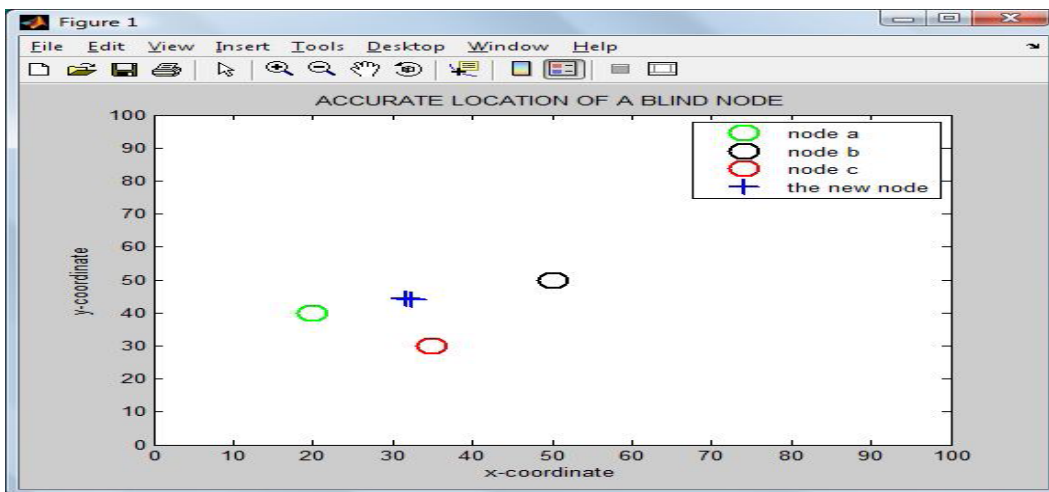 Figure 1
File Edit View Insert Tools Desktop Window Help
ACCURATE LOCATION OF A BLIND NODE
node a
node b
node c
the new node
y-coordinate
100
90
80
70
60
50
40
30
20
10
0
0 10 20 30 40 50 60 70 80 90 100
x-coordinate